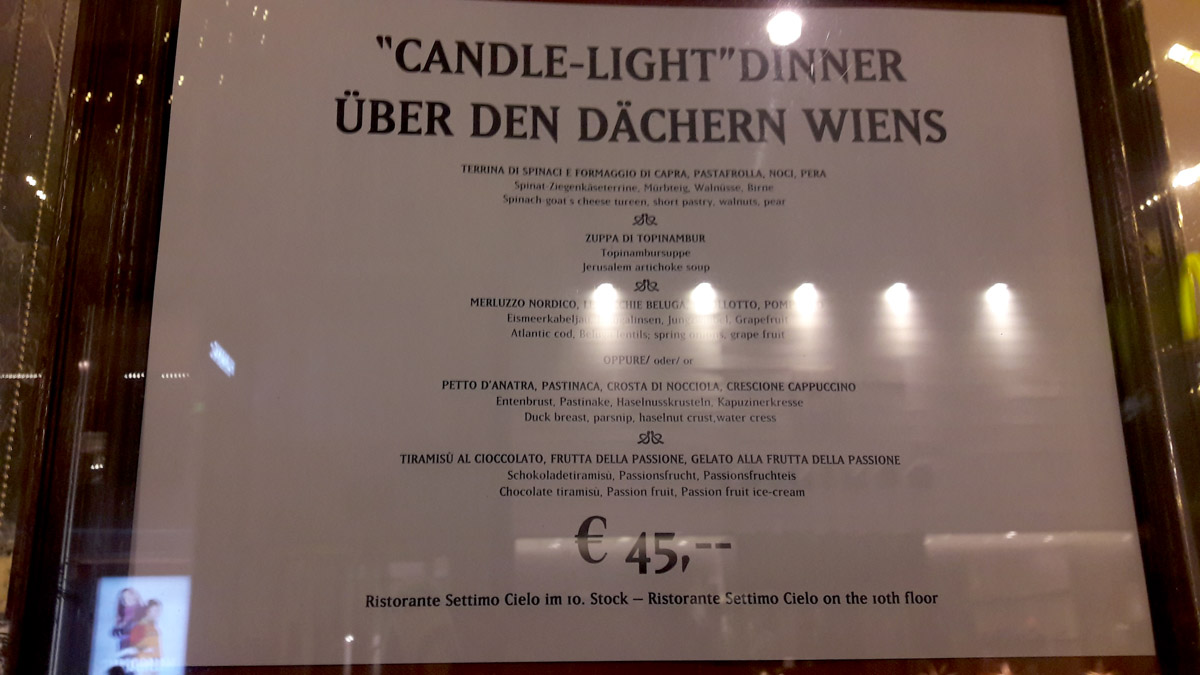 "CANDLE-LIGHT"DINNER
ÜBER DEN DÄCHERN WIENS
TERRINA DI SPINACI E FORMAGGIO DI CAPRA, PASTAFROLLA, NOCI, PERA
Spinat-Ziegenkäseterrine, Mürbteig, Walnüsse, Birne
Spinach-goat s cheese tureen, short pastry, walnuts, pear
ZUPPA DI TOPINAMBUR
Topinambursuppe
Jerusalem artichoke soup
MERLUZZO NORDICO, BELUGA
Grapefruit
Atlantic cod, lentils, spring grape fruit
OPPURE/ oder/ or
PETTO D'ANATRA, PASTINACA, CROSTA DI NOCCIOLA, CRESCIONE CAPPUCCINO
Entenbrust, Pastinake, Haselnusskrusteln, Kapuzinerkresse
Duck breast, parsnip, haselnut crust,water cress
TIRAMISÙ AL CIOCCOLATO, FRUTTA DELLA PASSIONE, GELATO ALLA FRUTTA DELLA PASSIONE
Schokoladetiramisù, Passionsfrucht, Passionsfruchteis
Chocolate tiramisù, Passion fruit, Passion fruit ice-cream
€ 45,--
Ristorante Settimo Cielo im 10. Stock – Ristorante Settimo Cielo on the 10th floor